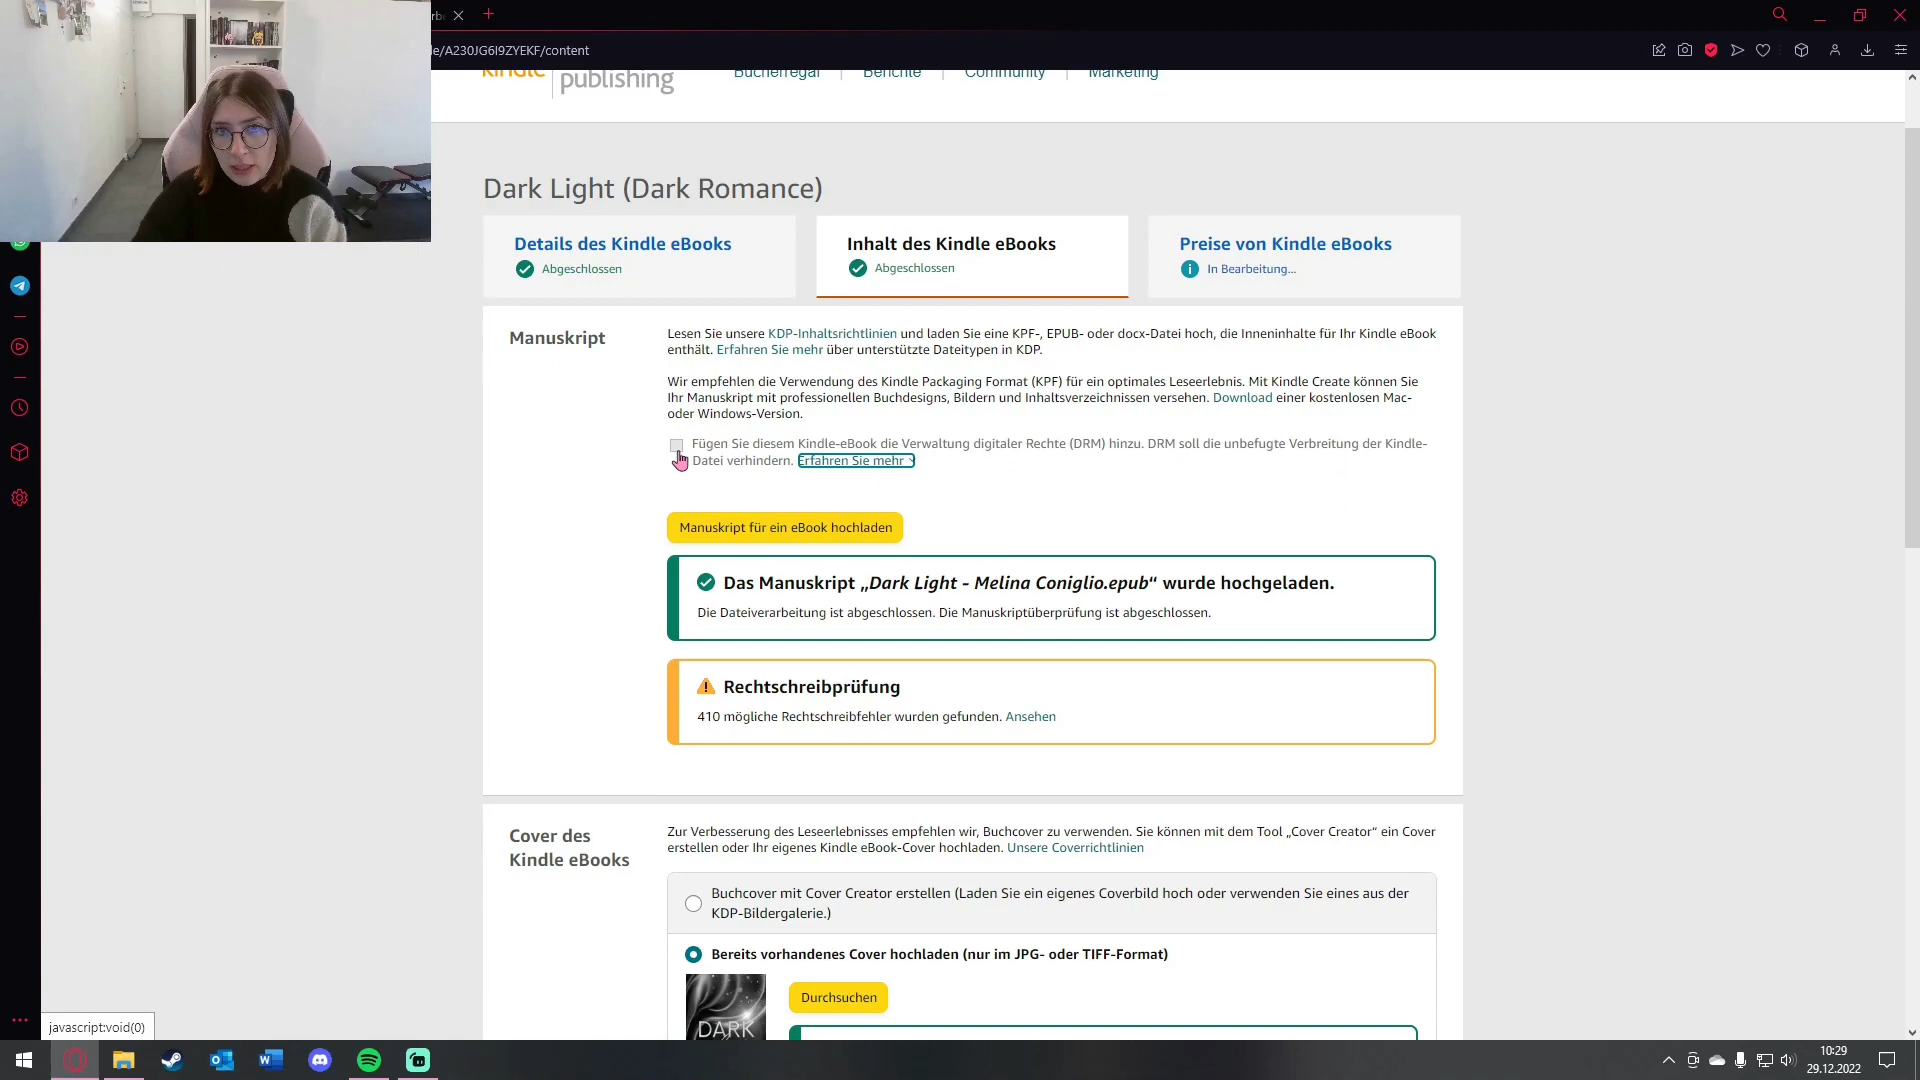 le/A230JG6I9ZYEKF/content
Kindle publishing
Bücherregal | Berichte | Community | Marketing
Dark Light (Dark Romance)
Details des Kindle eBooks
Abgeschlossen
Inhalt des Kindle eBooks
Abgeschlossen
Preise von Kindle eBooks
In Bearbeitung...
Manuskript
Lesen Sie unsere KDP-Inhaltsrichtlinien und laden Sie eine KPF-, EPUB- oder docx-Datei hoch, die Inneninhalte für Ihr Kindle eBook
enthält. Erfahren Sie mehr über unterstützte Dateitypen in KDP.
Wir empfehlen die Verwendung des Kindle Packaging Format (KPF) für ein optimales Leseerlebnis. Mit Kindle Create können Sie
Ihr Manuskript mit professionellen Buchdesigns, Bildern und Inhaltsverzeichnissen versehen. Download einer kostenlosen Mac-
oder Windows-Version.
Fügen Sie diesem Kindle-eBook die Verwaltung digitaler Rechte (DRM) hinzu. DRM soll die unbefugte Verbreitung der Kindle-
Datei verhindern. Erfahren Sie mehr
Manuskript für ein eBook hochladen
Das Manuskript „Dark Light - Melina Coniglio.epub“ wurde hochgeladen.
Die Dateiverarbeitung ist abgeschlossen. Die Manuskriptüberprüfung ist abgeschlossen.
Rechtschreibprüfung
410 mögliche Rechtschreibfehler wurden gefunden. Ansehen
Cover des
Kindle eBooks
Zur Verbesserung des Leseerlebnisses empfehlen wir, Buchcover zu verwenden. Sie können mit dem Tool „Cover Creator“ ein Cover
erstellen oder Ihr eigenes Kindle eBook-Cover hochladen. Unsere Coverrichtlinien
Buchcover mit Cover Creator erstellen (Laden Sie ein eigenes Coverbild hoch oder verwenden Sie eines aus der
KDP-Bildergalerie.)
Bereits vorhandenes Cover hochladen (nur im JPG- oder TIFF-Format)
Durchsuchen
DARK
javascript:void(0)
10:29
29.12.2022